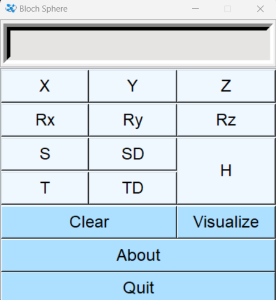 Bloch Sphere
X Y Z
Rx Ry Rz
S SD
H
T TD
Clear Visualize
About
Quit